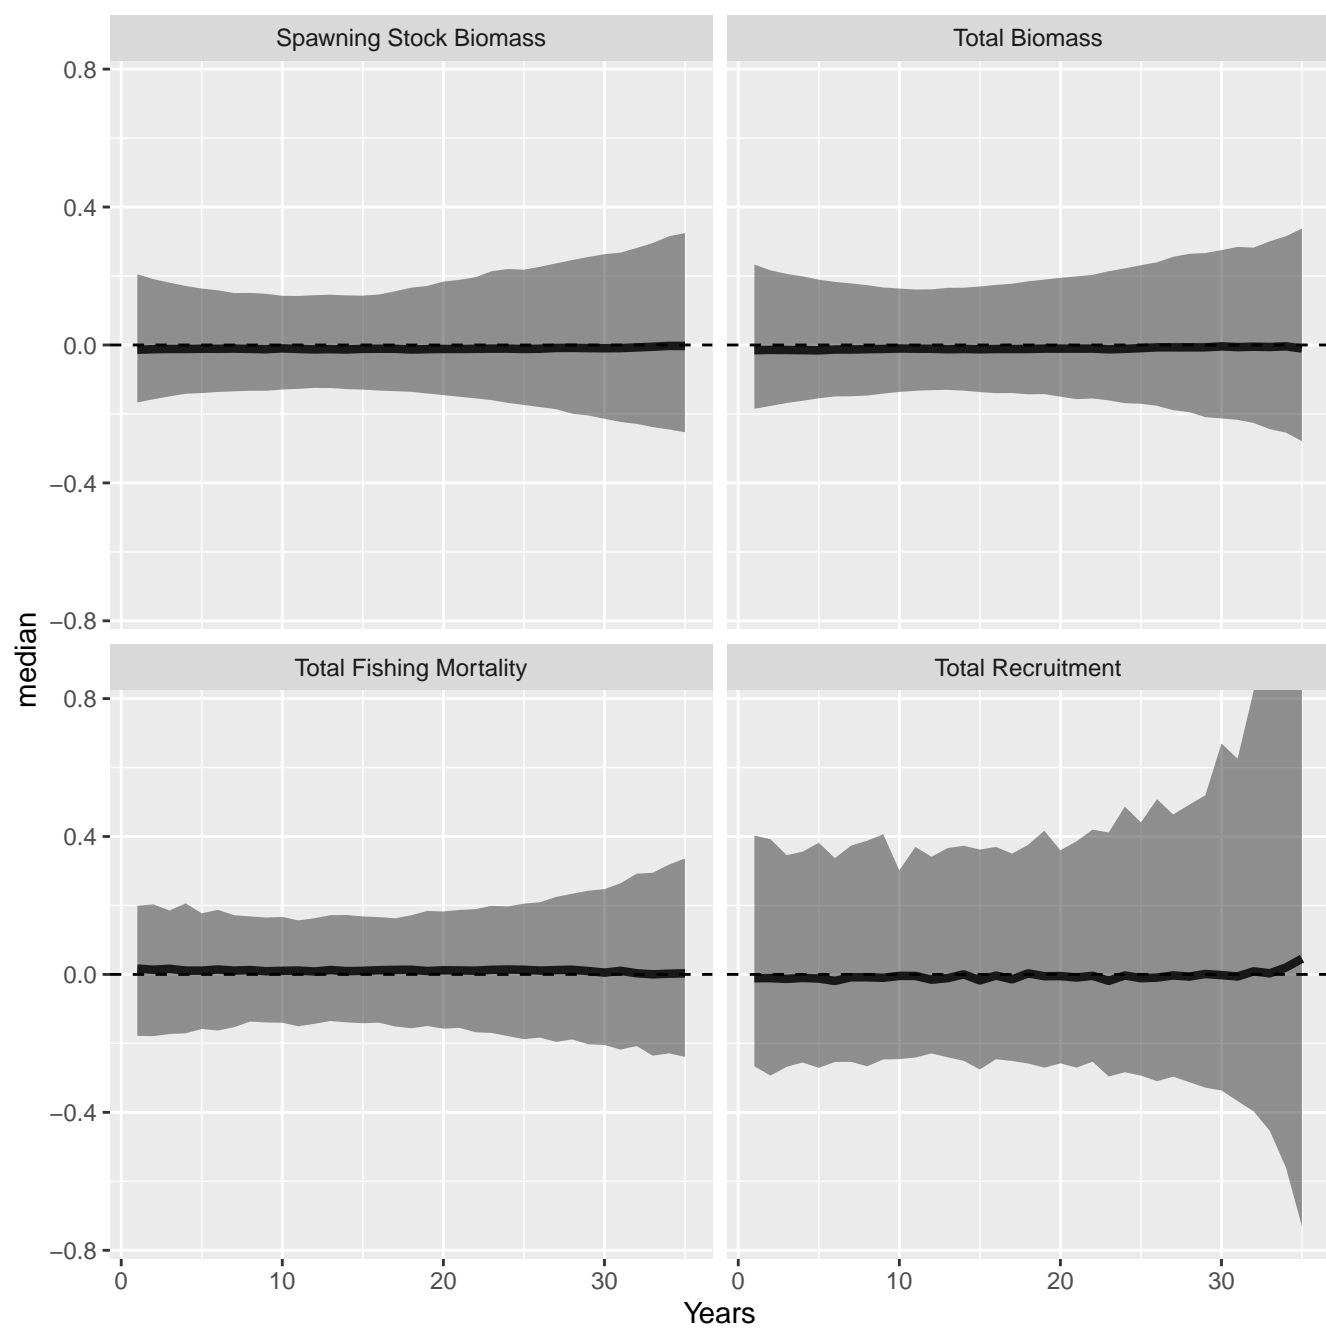 Spawning Stock Biomass
Total Biomass
0.8
0.4
0.0
−0.4
−0.8
median
Total Fishing Mortality
Total Recruitment
0.8
0.4
0.0
−0.4
−0.8
0 10 20 30
0 10 20 30
Years